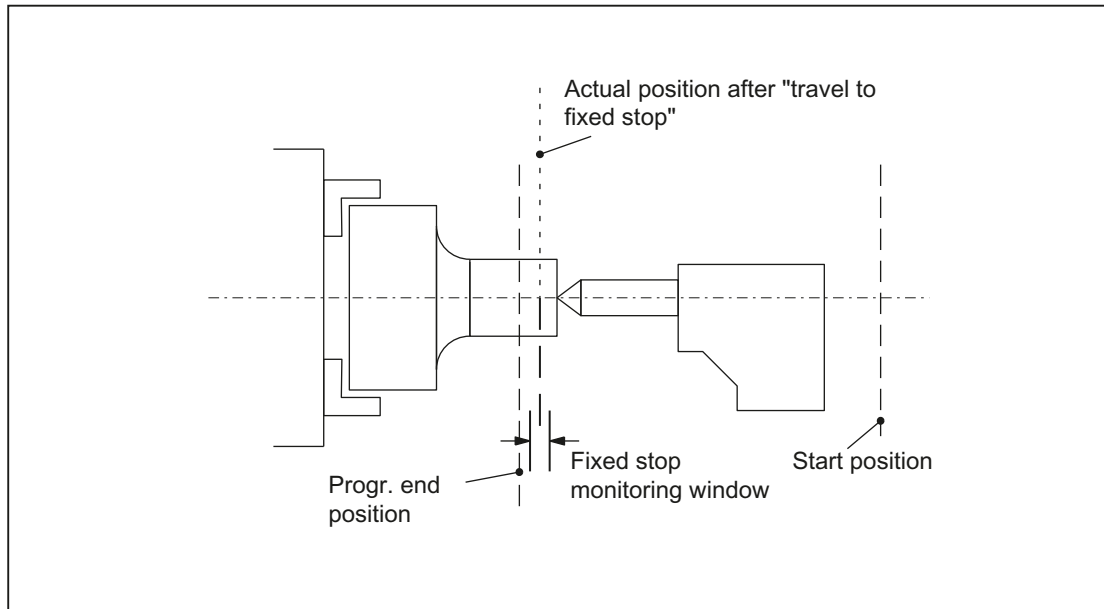 Actual position after "travel to
fixed stop"
Fixed stop
monitoring window
Start position
Progr. end
position